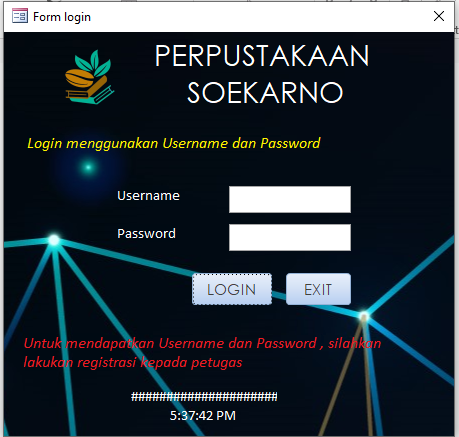 Form login
PERPUSTAKAAN
SOEKARNO
Login menggunakan Username dan Password
Username
Password
LOGIN EXIT
Untuk mendapatkan Username dan Password , silahkan
lakukan registrasi kepada petugas
#####################
5:37:42 PM